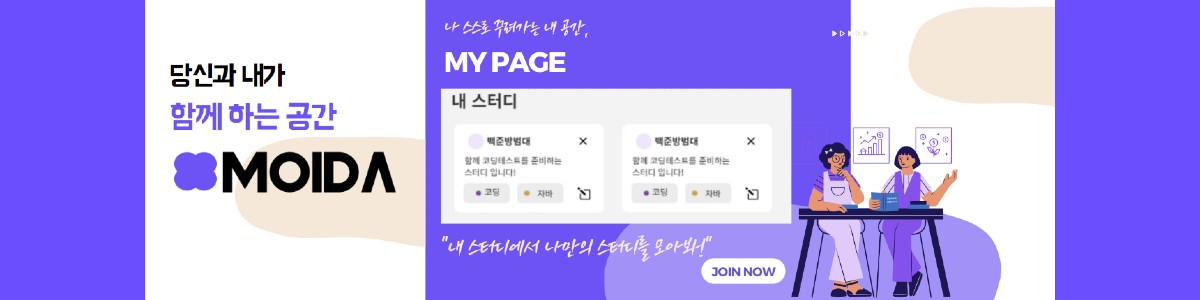 당신과 내가
함께 하는 공간
MOIDA
나 스스로 꾸려가는 내 공간,
MY PAGE
내 스터디
백준방범대
함께 코딩테스트를 준비하는
스터디 입니다!
코딩
자바
백준방범대
함께 코딩테스트를 준비하는
스터디 입니다!
코딩
자바
"내 스터디에서 나만의 스터디를 모아봐!"
JOIN NOW